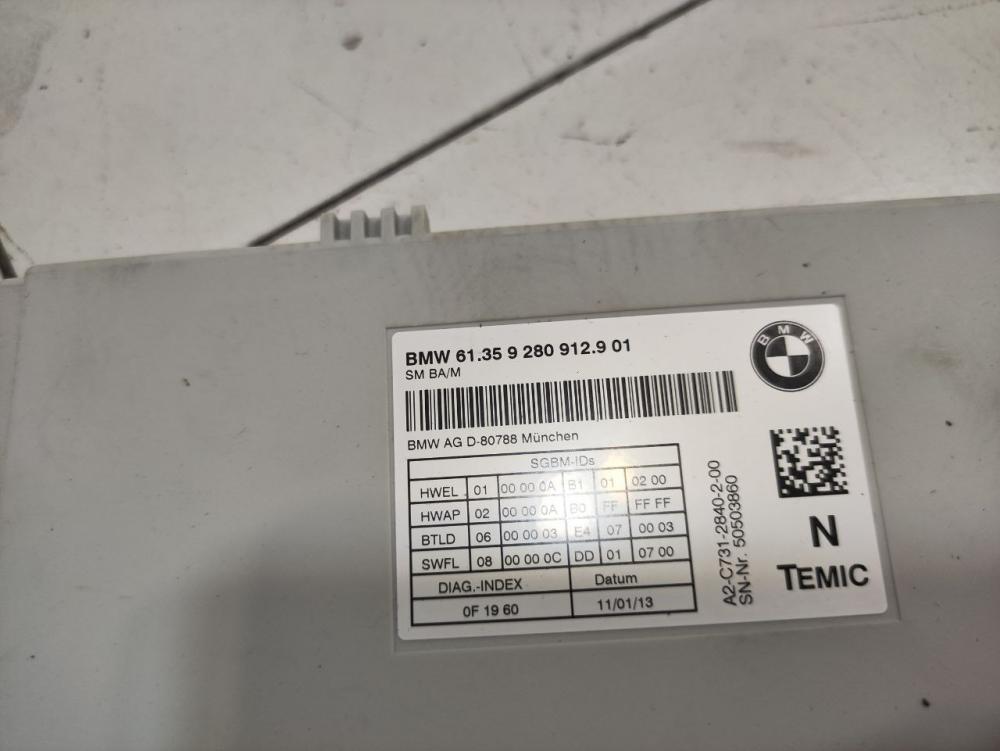 BMW 61.35 9 280 912.9 01
SM BA/M
BMW
BMW AG D-80788 München
SGBM-IDs
HWEL 01 00 00 0A B1 01 02 00
HWAP 02 00 00 0A B0 FF FF FF
BTLD 06 00 00 03 E4 07 00 03
SWFL 08 00 00 0C DD 01 07 00
DIAG.-INDEX Datum
0F 19 60 11/01/13
A2-C731-2840-2-00
SN-Nr. 50503860
N
TEMIC